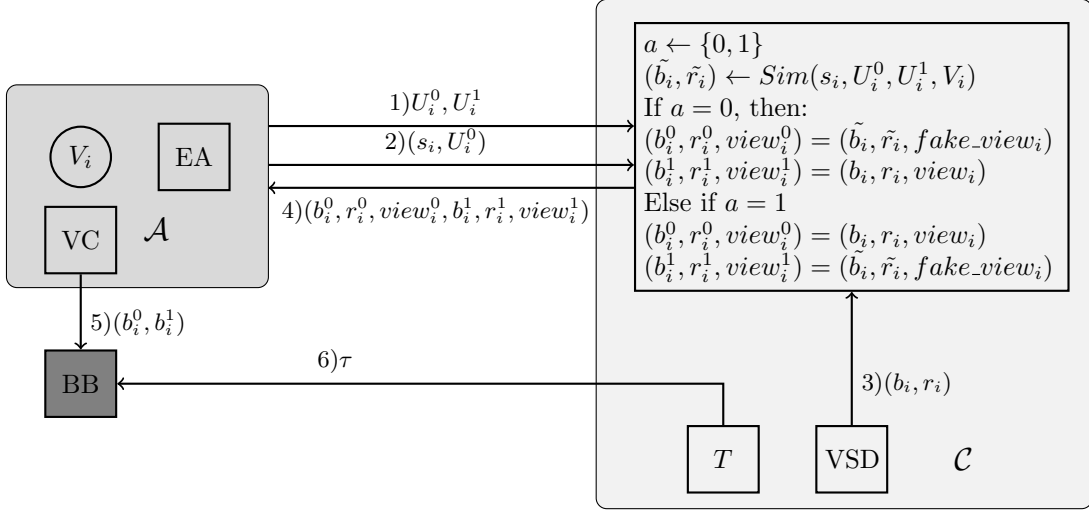 a ← {0, 1}
(b̃_i, r̃_i) ← Sim(s_i, U_i^0, U_i^1, V_i)
If a = 0, then:
(b_i^0, r_i^0, view_i^0) = (b̃_i, r̃_i, fake_view_i)
(b_i^1, r_i^1, view_i^1) = (b_i, r_i, view_i)
Else if a = 1
(b_i^0, r_i^0, view_i^0) = (b_i, r_i, view_i)
(b_i^1, r_i^1, view_i^1) = (b̃_i, r̃_i, fake_view_i)
1)U_i^0, U_i^1
2)(s_i, U_i^0)
4)(b_i^0, r_i^0, view_i^0, b_i^1, r_i^1, view_i^1)
V_i
EA
VC
𝒜
5)(b_i^0, b_i^1)
BB
6)τ
3)(b_i, r_i)
T
VSD
𝒞